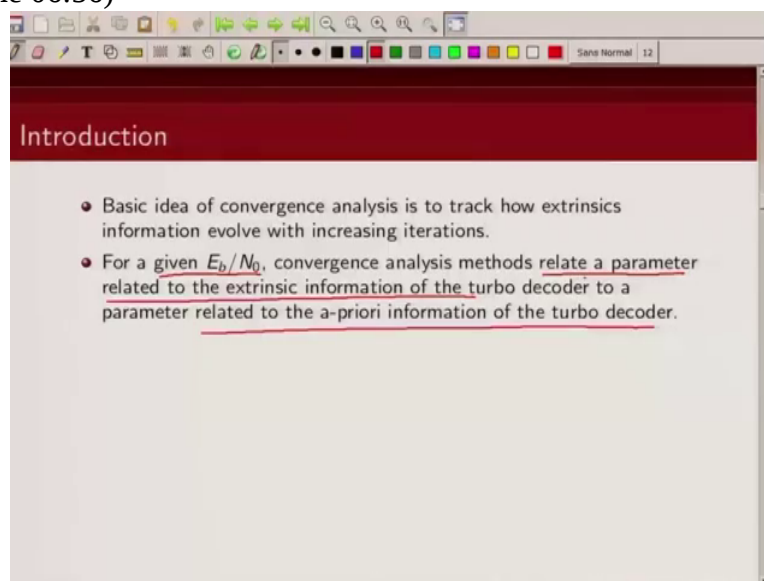 Sans Normal 12
Introduction
Basic idea of convergence analysis is to track how extrinsics
information evolve with increasing iterations.
For a given E_b/N_0, convergence analysis methods relate a parameter
related to the extrinsic information of the turbo decoder to a
parameter related to the a-priori information of the turbo decoder.